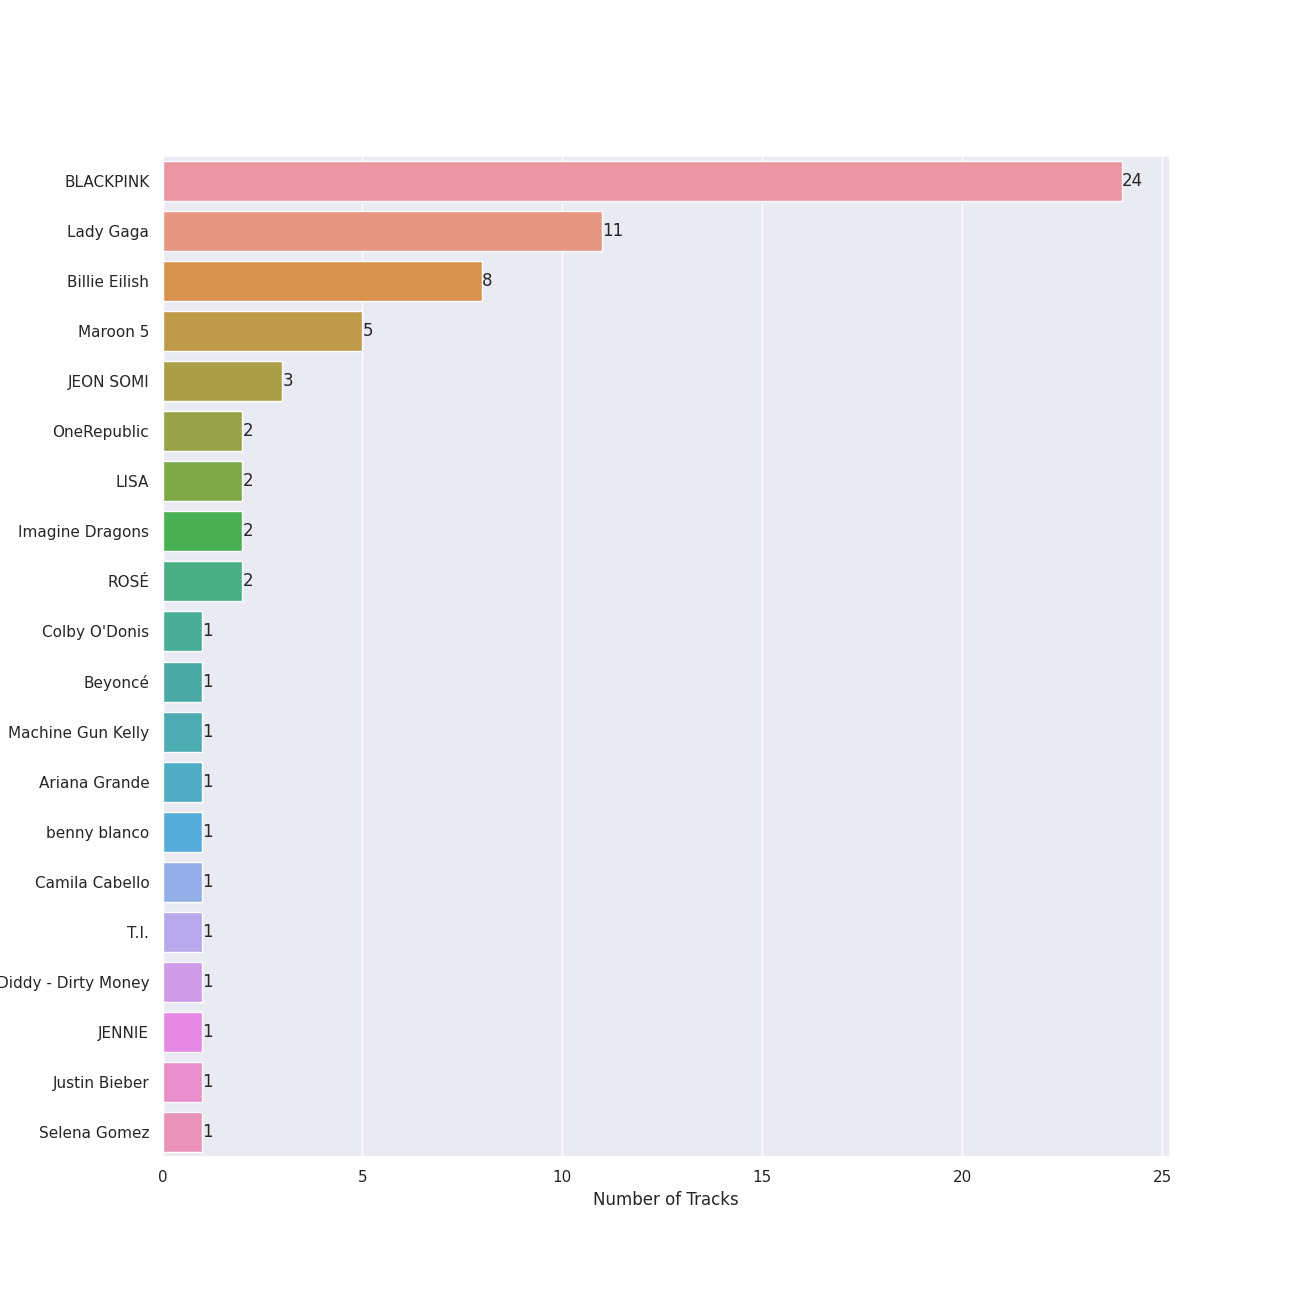 BLACKPINK 24
Lady Gaga 11
Billie Eilish 8
Maroon 5 5
JEON SOMI 3
OneRepublic 2
LISA 2
Imagine Dragons 2
ROSÉ 2
Colby O'Donis 1
Beyoncé 1
Machine Gun Kelly 1
Ariana Grande 1
benny blanco 1
Camila Cabello 1
T.I. 1
Diddy - Dirty Money 1
JENNIE 1
Justin Bieber 1
Selena Gomez 1
0 5 10 15 20 25
Number of Tracks